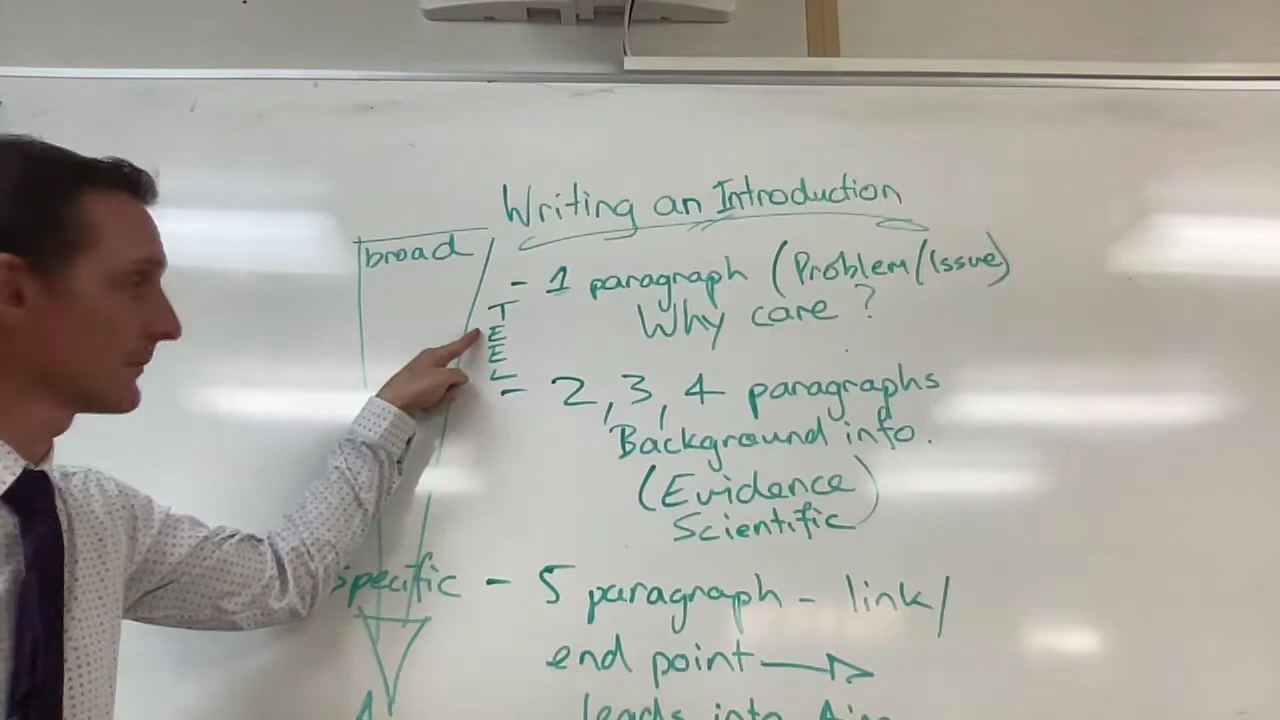 Writing an Introduction
broad
- 1 paragraph (Problem/Issue)
Why care?
T
E
E
L
- 2, 3, 4 paragraphs
Background info.
(Evidence
Scientific)
specific - 5 paragraph - link/
end point
leads into Aim